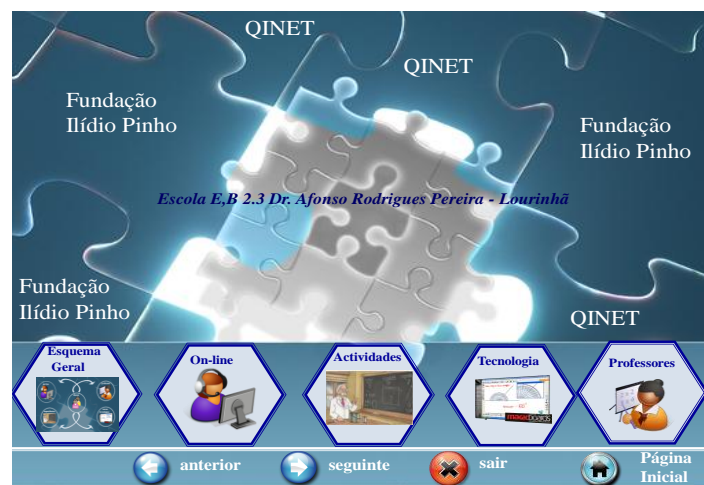 QINET
QINET
Fundação
Ilídio Pinho
Fundação
Ilídio Pinho
Escola E,B 2.3 Dr. Afonso Rodrigues Pereira - Lourinhã
Fundação
Ilídio Pinho
QINET
Esquema
Geral
On-line
Actividades
Tecnologia
Professores
anterior
seguinte
sair
Página
Inicial